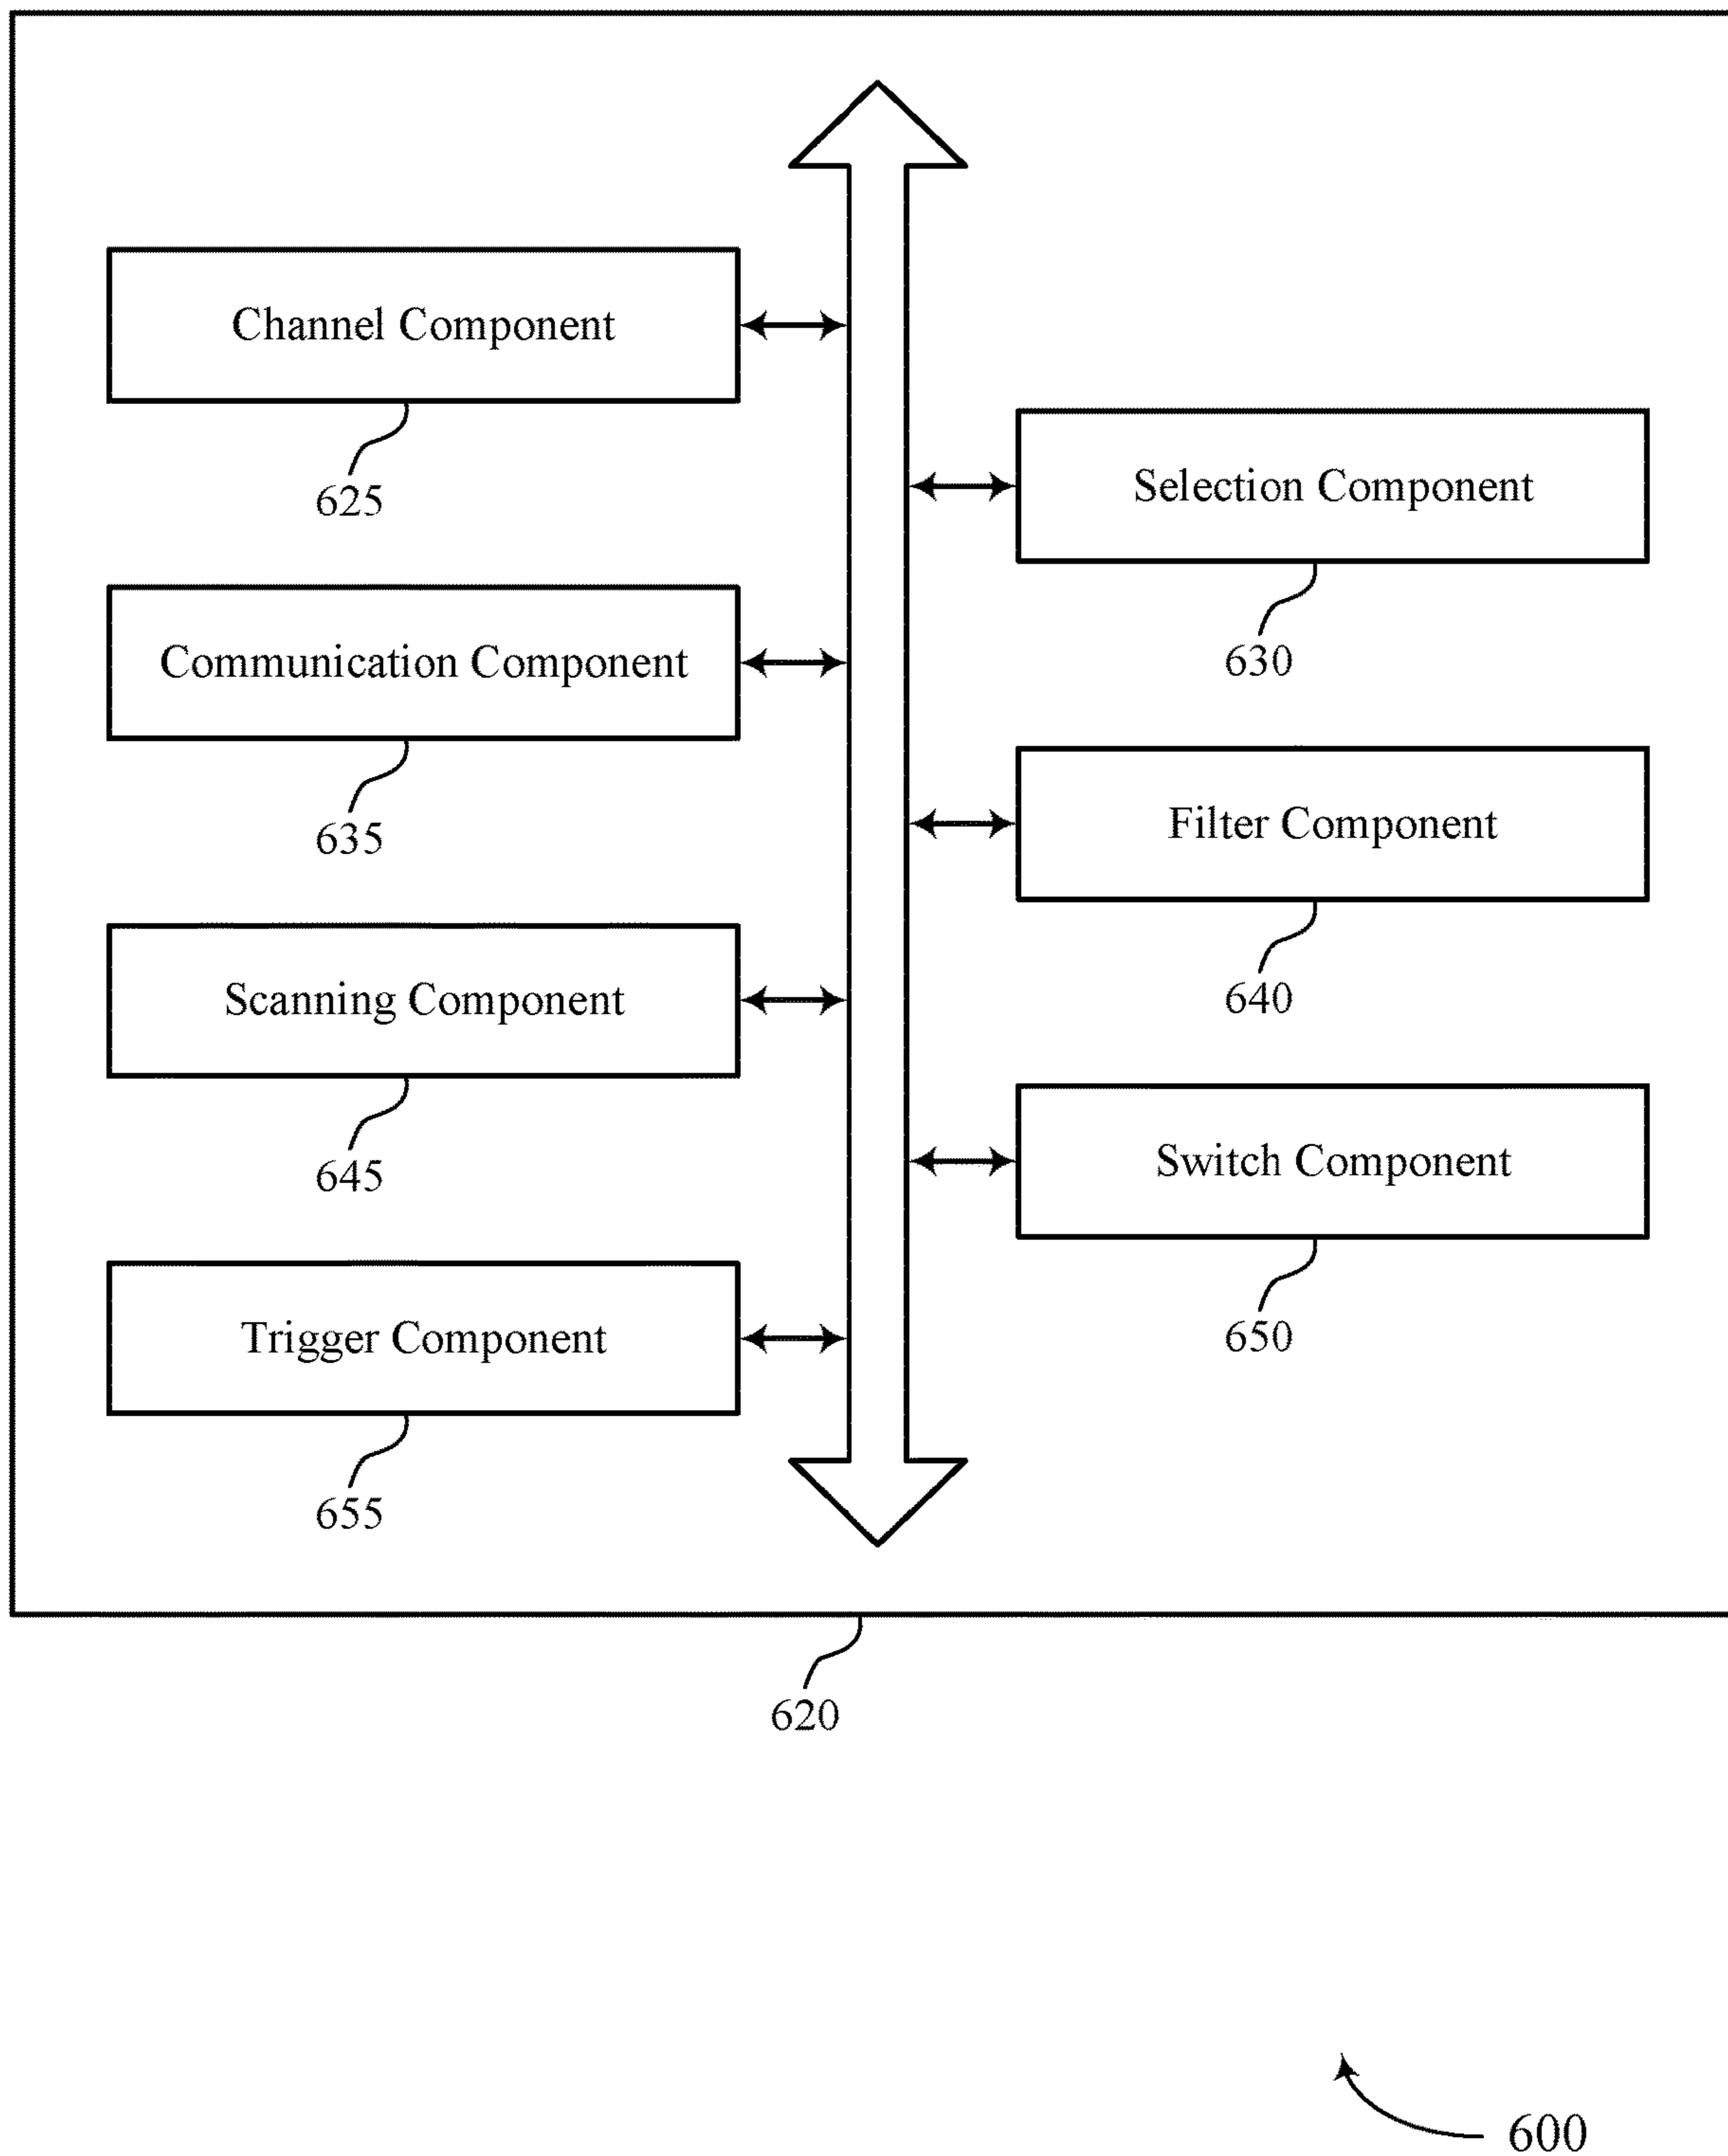 Channel Component
625
Selection Component
630
Communication Component
635
Filter Component
640
Scanning Component
645
Switch Component
650
Trigger Component
655
620
600